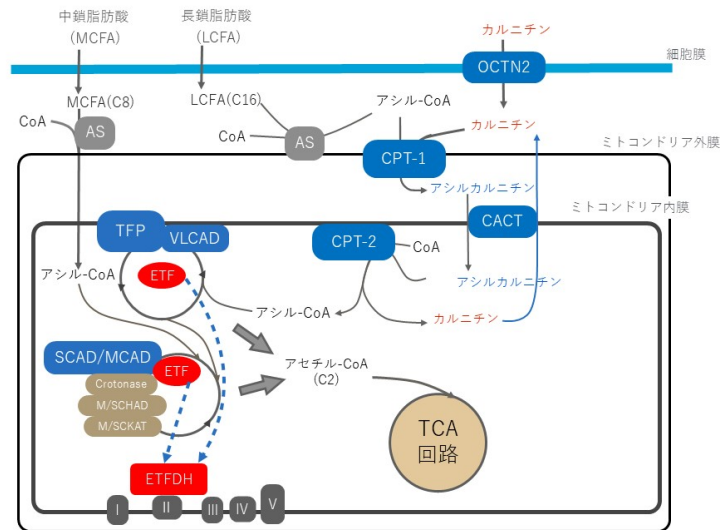 中鎖脂肪酸
(MCFA)
長鎖脂肪酸
(LCFA)
カルニチン
細胞膜
OCTN2
MCFA(C8)
LCFA(C16)
アシル-CoA
CoA
AS
CoA
AS
カルニチン
ミトコンドリア外膜
CPT-1
アシルカルニチン
ミトコンドリア内膜
TFP
VLCAD
CPT-2
CoA
CACT
アシル-CoA
ETF
アシルカルニチン
アシル-CoA
カルニチン
SCAD/MCAD
ETF
Crotonase
M/SCHAD
M/SCKAT
アセチル-CoA
(C2)
TCA
回路
ETFDH
I
II
III
IV
V